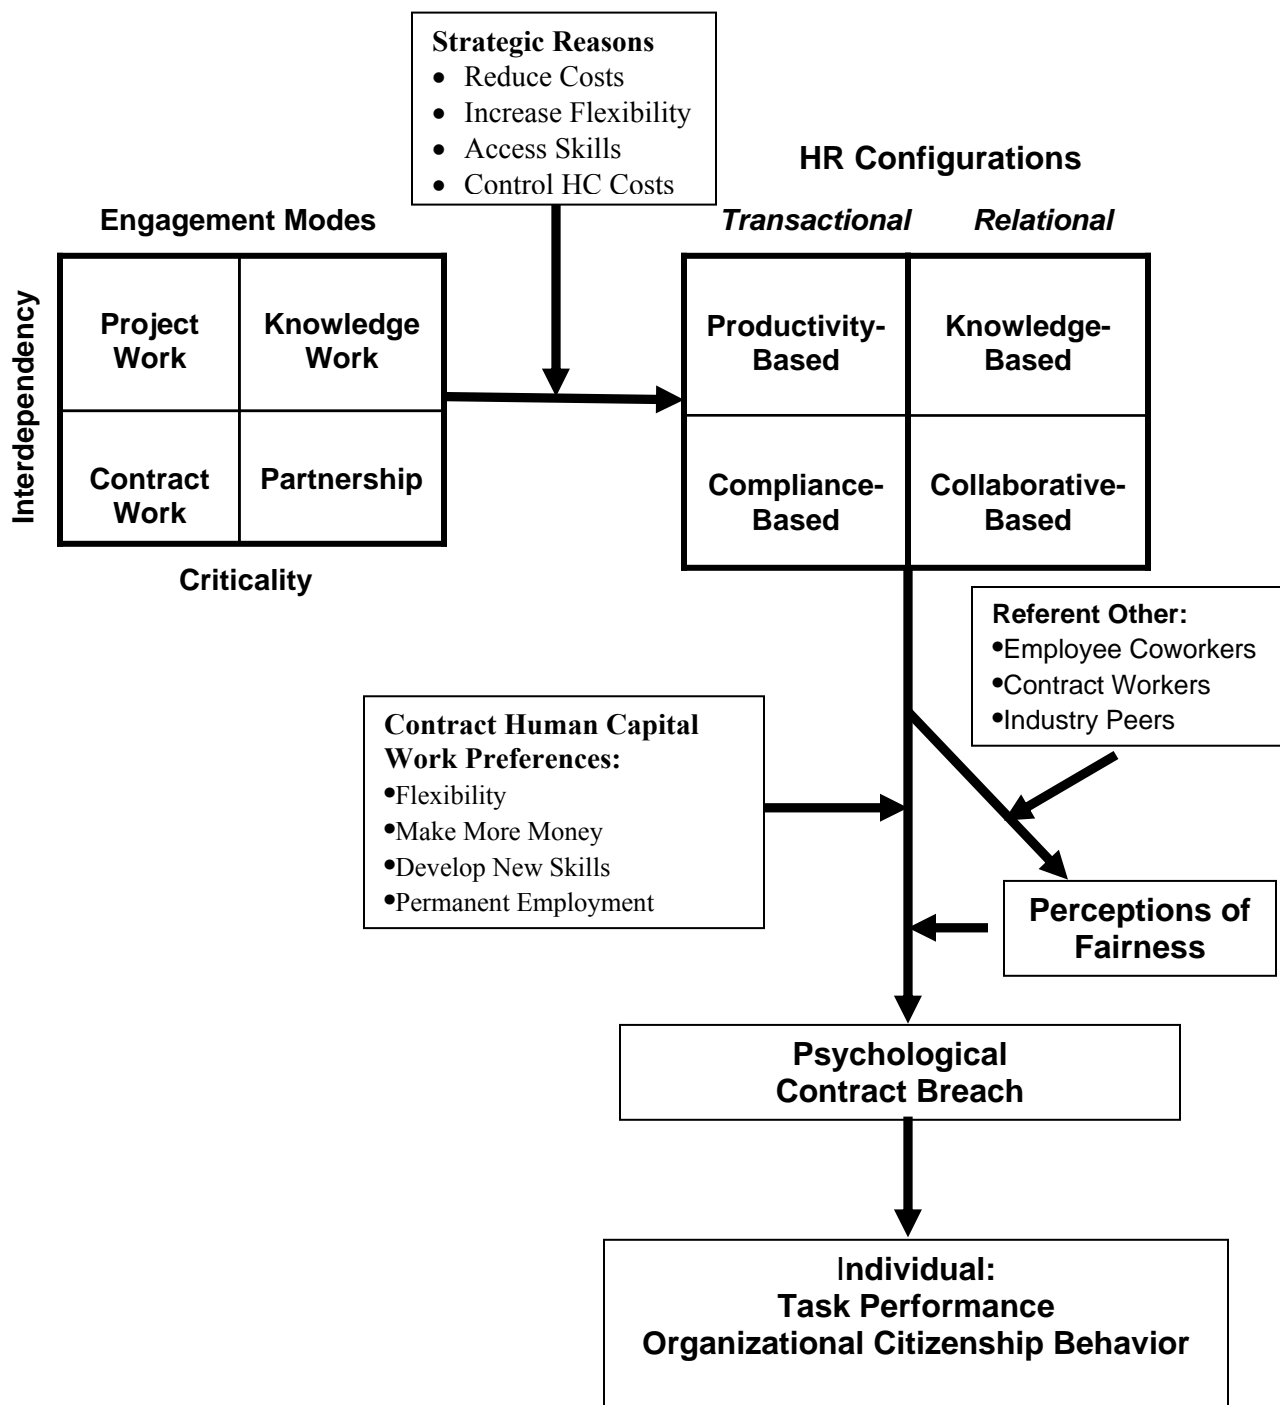 Strategic Reasons
• Reduce Costs
• Increase Flexibility
• Access Skills
• Control HC Costs
HR Configurations
Engagement Modes
Transactional
Relational
Interdependency
Project
Work
Knowledge
Work
Contract
Work
Partnership
Criticality
Productivity-
Based
Knowledge-
Based
Compliance-
Based
Collaborative-
Based
Referent Other:
•Employee Coworkers
•Contract Workers
•Industry Peers
Contract Human Capital
Work Preferences:
•Flexibility
•Make More Money
•Develop New Skills
•Permanent Employment
Perceptions of
Fairness
Psychological
Contract Breach
Individual:
Task Performance
Organizational Citizenship Behavior